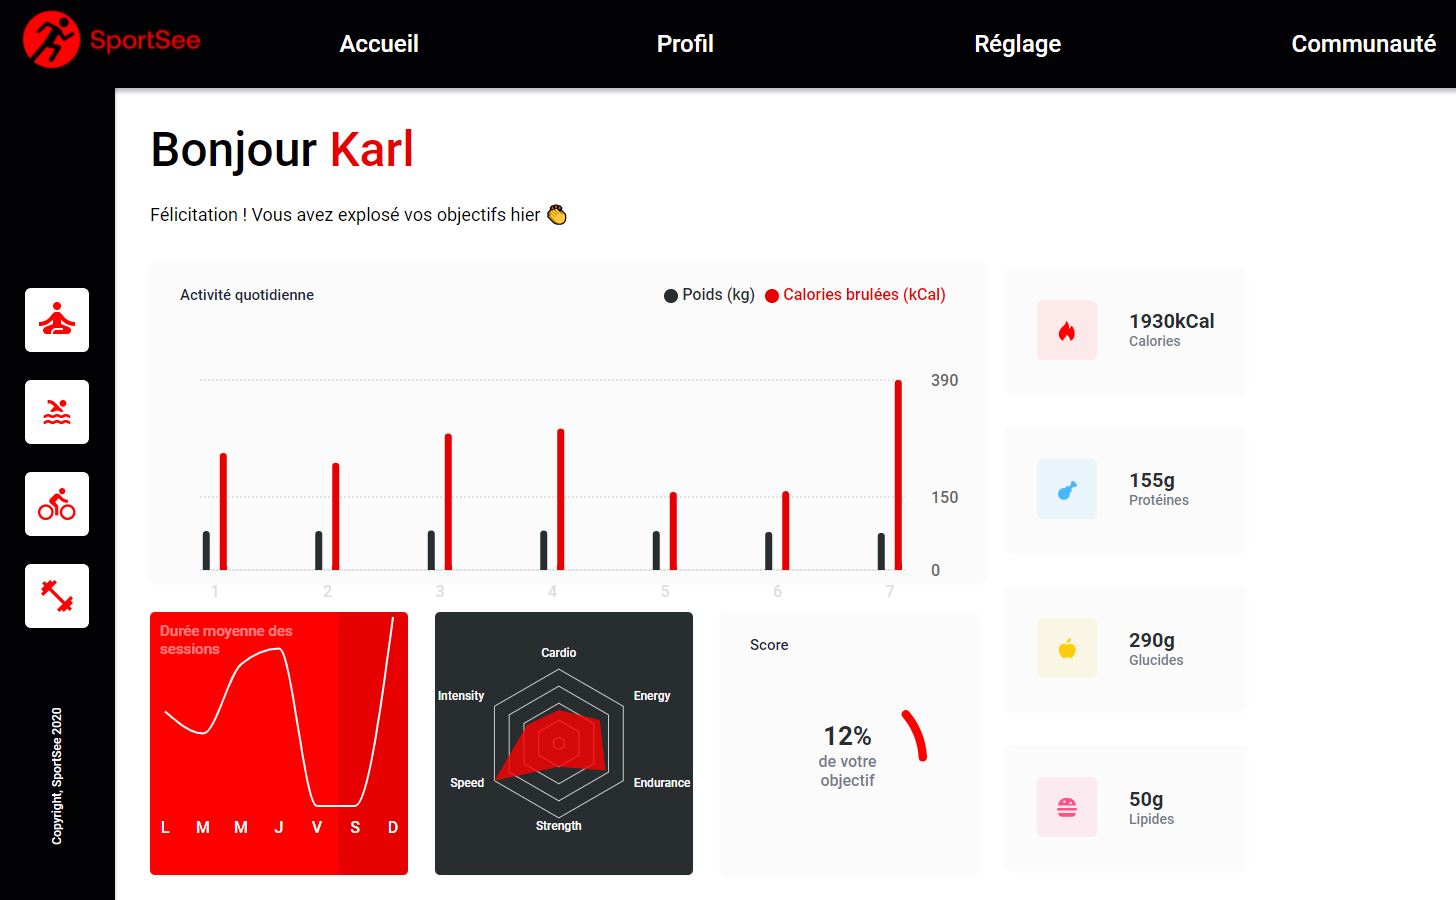 SportSee
Accueil
Profil
Réglage
Communauté
Bonjour Karl
Félicitation ! Vous avez explosé vos objectifs hier 👏
Activité quotidienne
Poids (kg)
Calories brulées (kCal)
390
150
0
1
2
3
4
5
6
7
1930kCal
Calories
155g
Protéines
290g
Glucides
50g
Lipides
Durée moyenne des
sessions
L
M
M
J
V
S
D
Cardio
Energy
Endurance
Strength
Speed
Intensity
Score
12%
de votre
objectif
Copyright, SportSee 2020